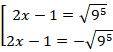 2x − 1 = √9⁵
2x − 1 = −√9⁵